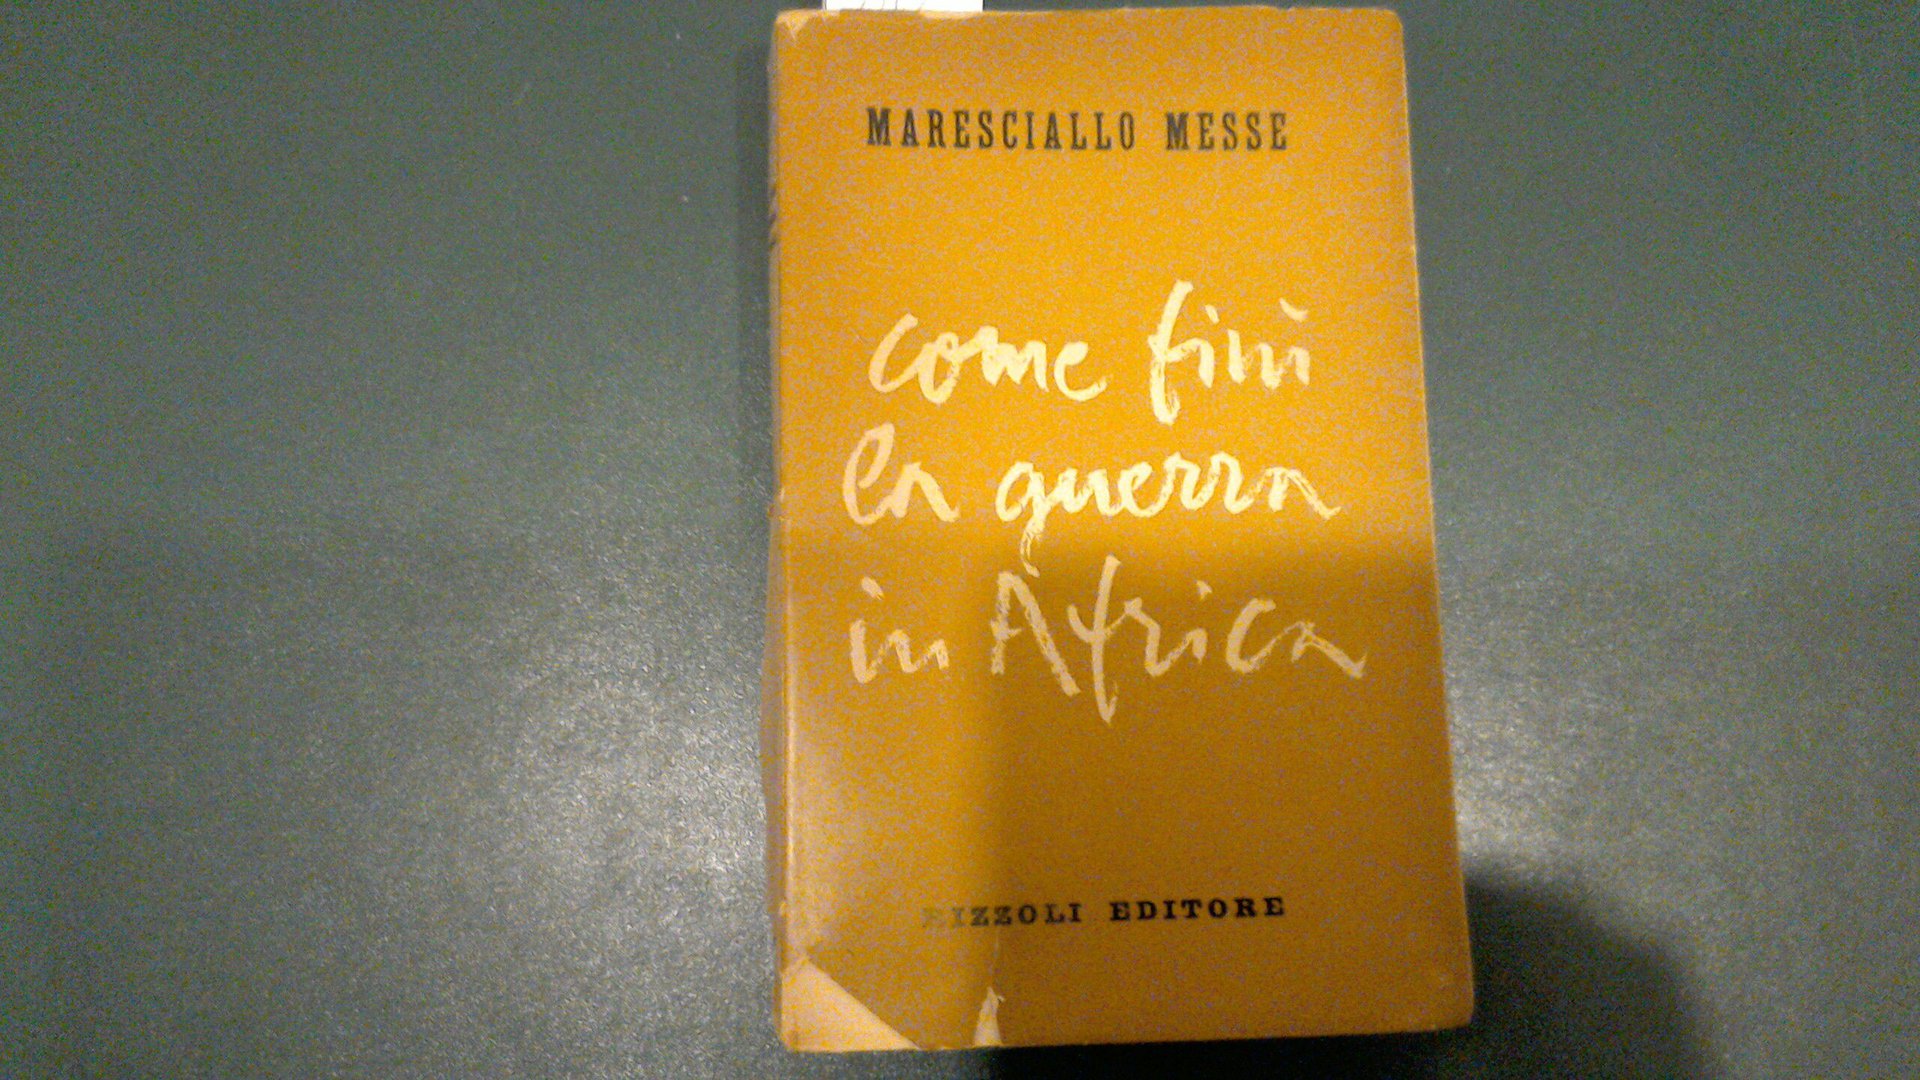 MARESCIALLO MESSE
come finì
la guerra
in Africa
RIZZOLI EDITORE